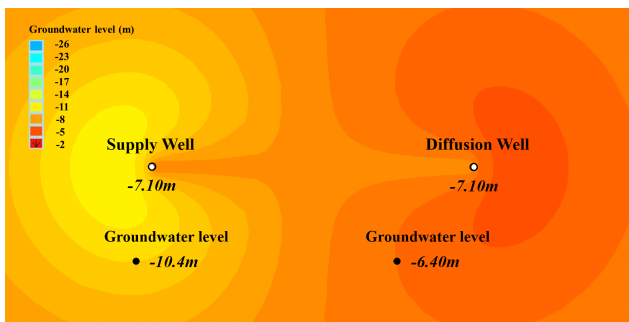 Groundwater level (m)
-26
-23
-20
-17
-14
-11
-8
-5
-2
Supply Well
-7.10m
Diffusion Well
-7.10m
Groundwater level
-10.4m
Groundwater level
-6.40m